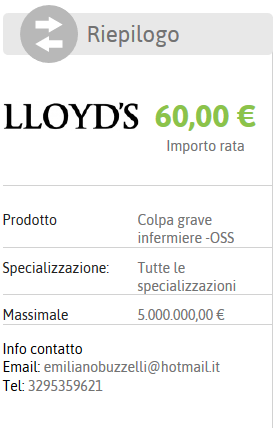 Riepilogo
LLOYD'S 60,00 €
Importo rata
Prodotto Colpa grave
infermiere -OSS
Specializzazione: Tutte le
specializzazioni
Massimale 5.000.000,00 €
Info contatto
Email: emilianobuzzelli@hotmail.it
Tel: 3295359621